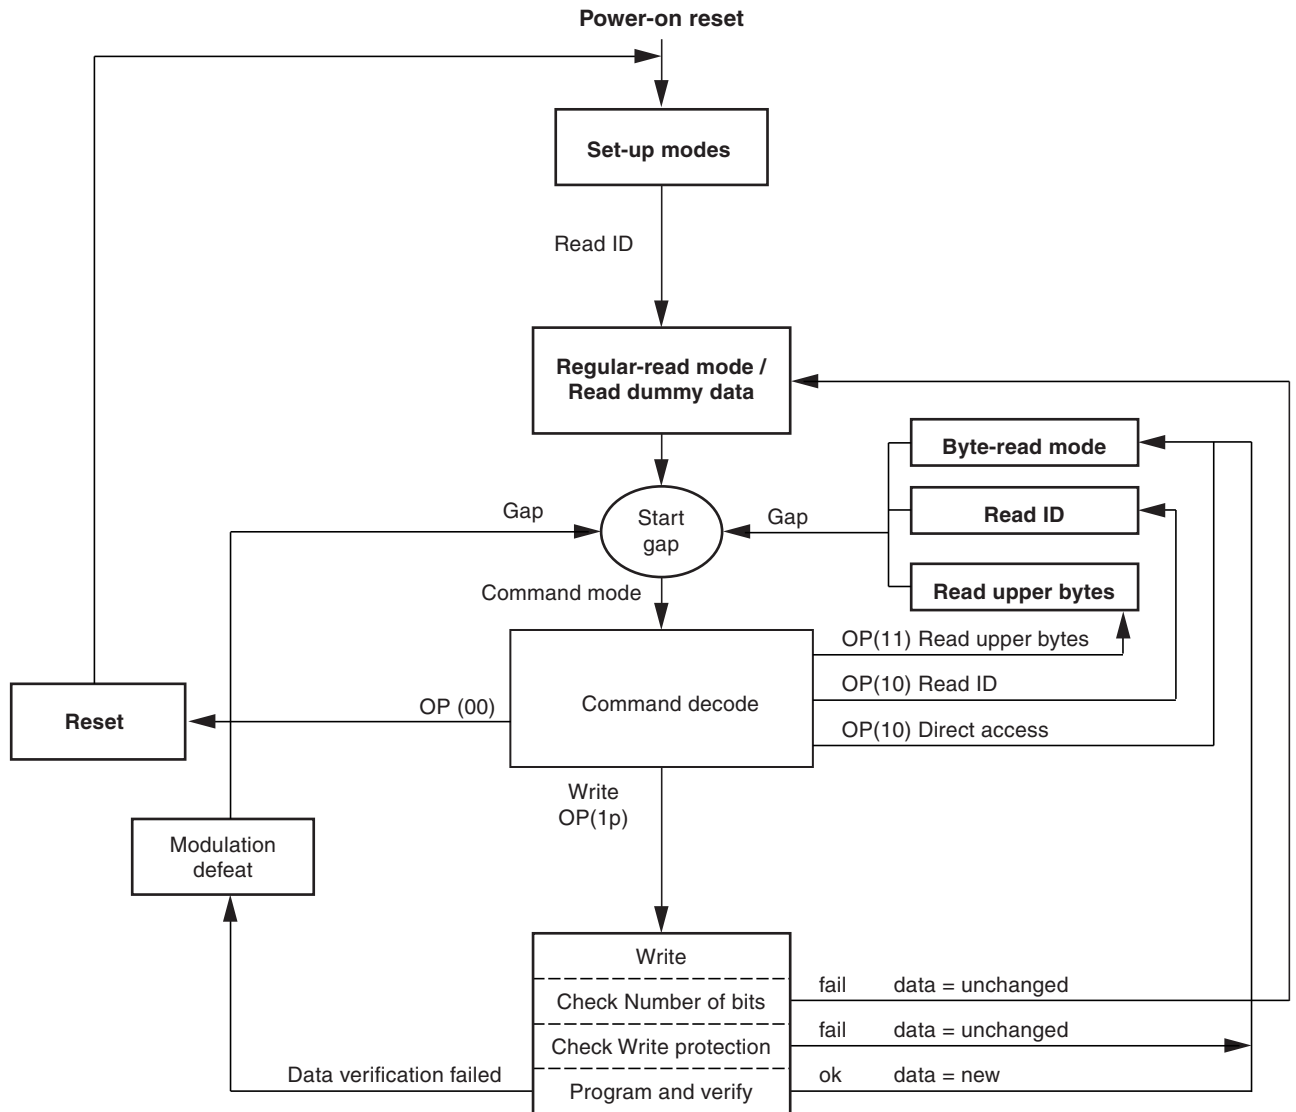 Power-on reset
Set-up modes
Read ID
Regular-read mode /
Read dummy data
Byte-read mode
Gap
Start
gap
Gap
Read ID
Command mode
Read upper bytes
OP(11) Read upper bytes
OP(10) Read ID
Command decode
OP (00)
Reset
OP(10) Direct access
Write
OP(1p)
Modulation
defeat
Write
Check Number of bits
fail data = unchanged
Check Write protection
fail data = unchanged
Data verification failed
Program and verify
ok data = new